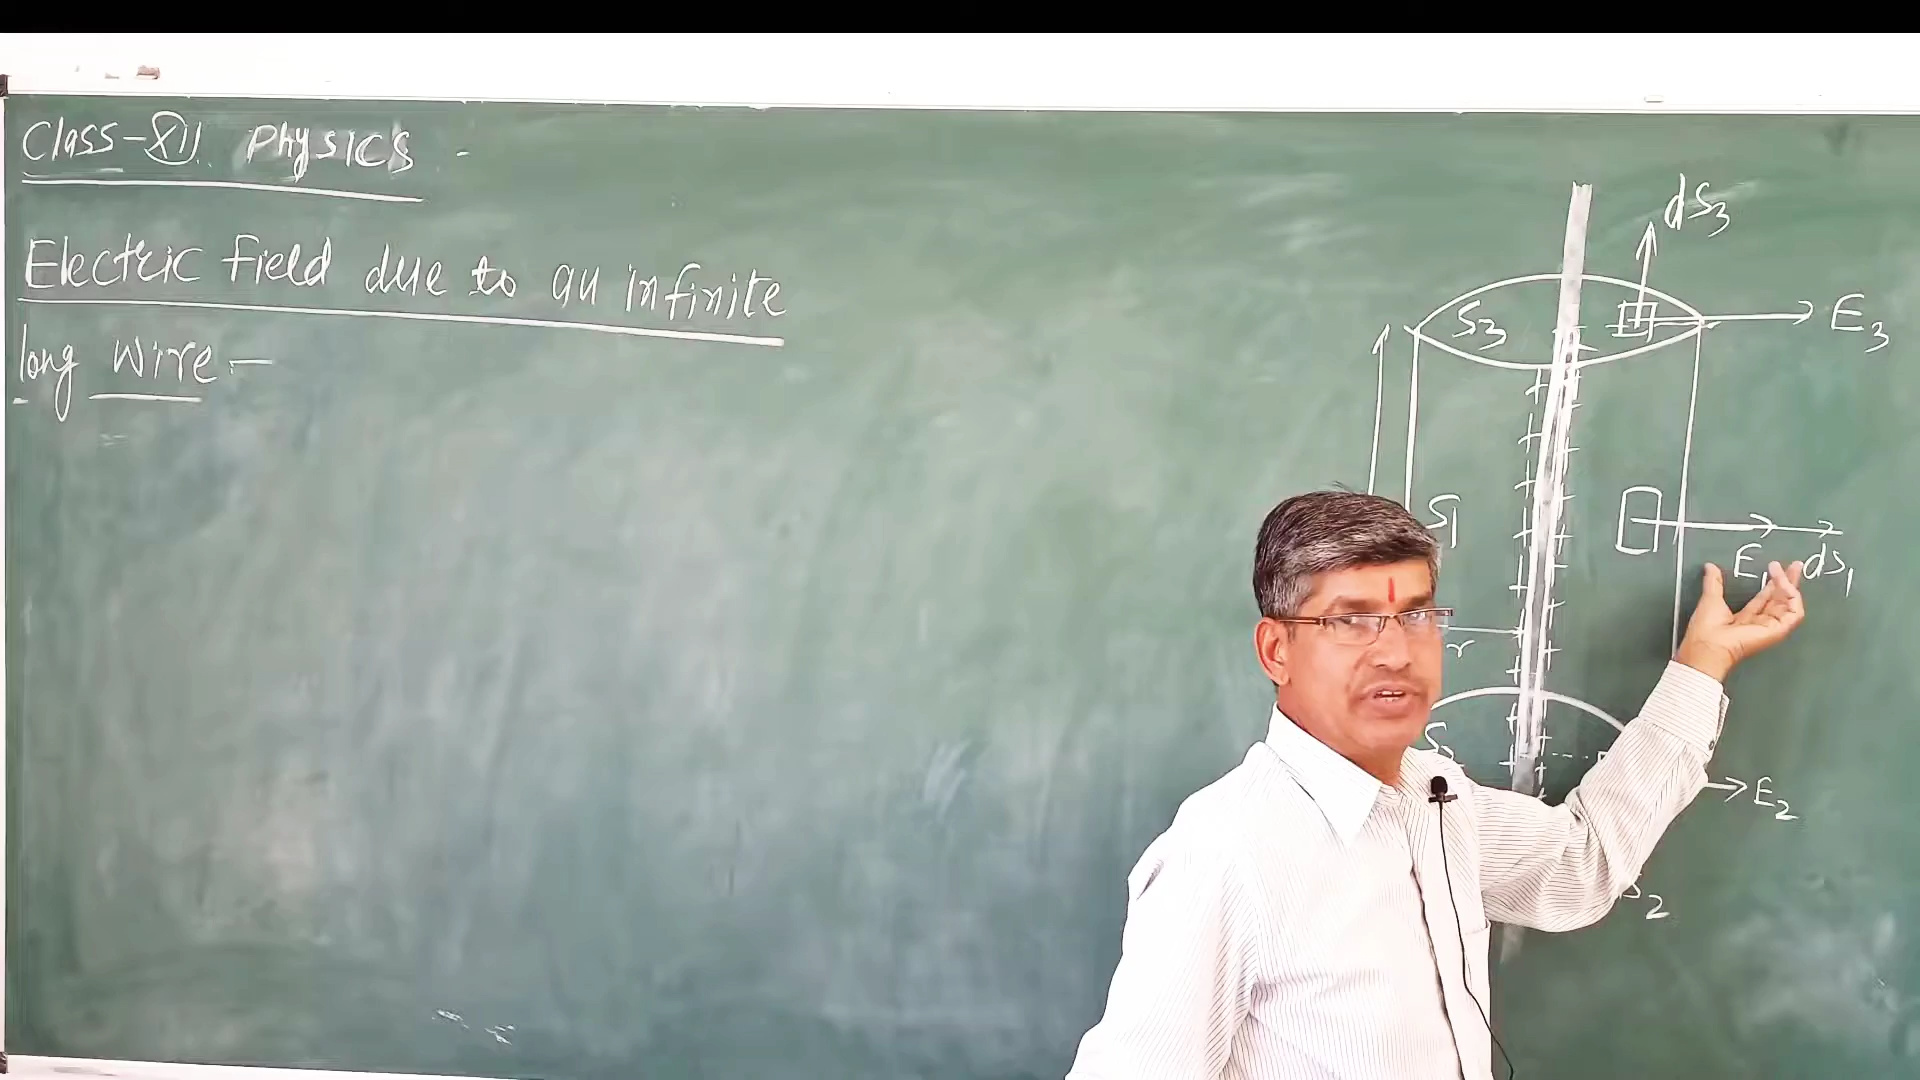 Class-XII Physics
Electric field due to an infinite
long wire-
dS3
S3
E3
S1
E1 dS1
r
E2
S2